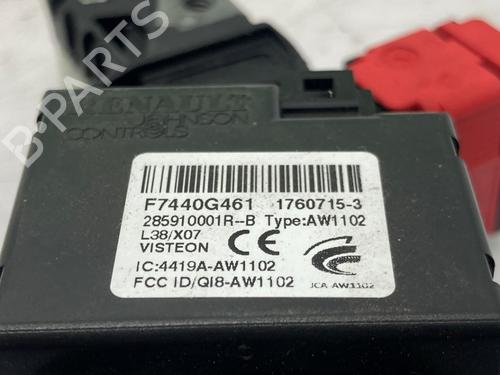 B-PARTS
RENAULT
JOHNSON
CONTROLS
F7440G461 1760715-3
285910001R--B Type:AW1102
L38/X07
VISTEON CE
IC:4419A-AW1102
FCC ID/QI8-AW1102 JCA-AW1102